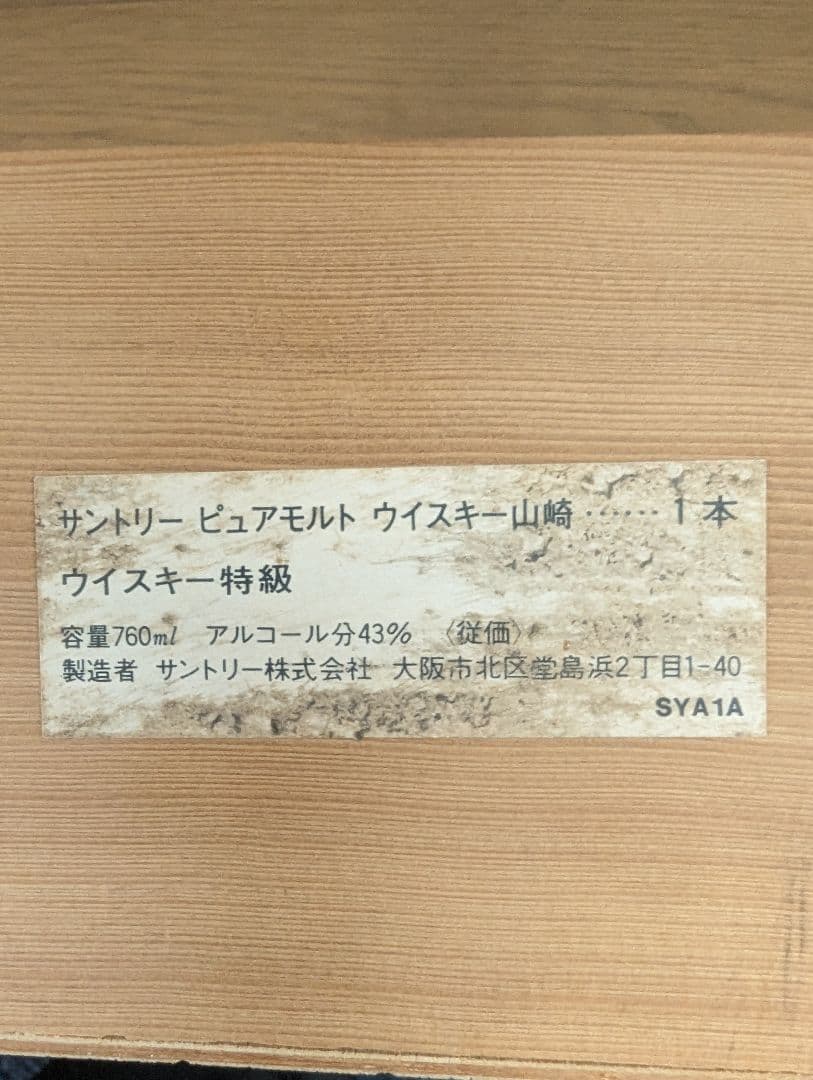 サントリー ピュアモルト ウイスキー山崎……1本
ウイスキー特級
容量760ml アルコール分43% 〈従価〉
製造者 サントリー株式会社 大阪市北区堂島浜2丁目1-40
SYA1A